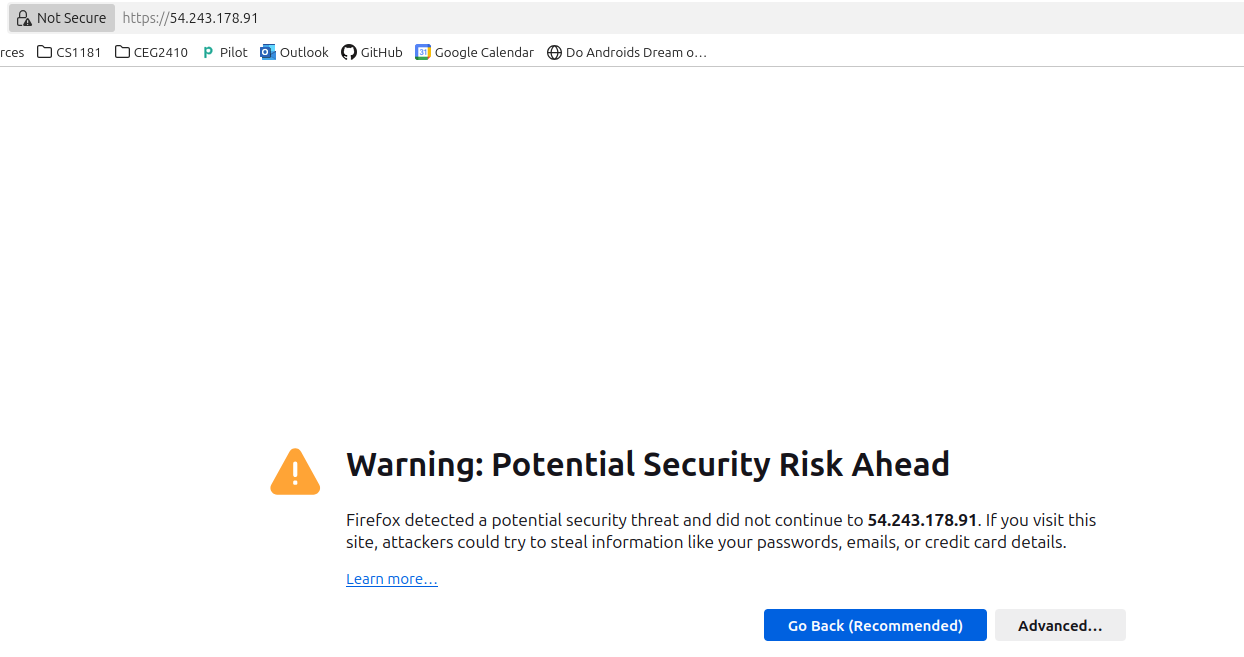 Not Secure https://54.243.178.91
rces CS1181 CEG2410 Pilot Outlook GitHub 31 Google Calendar Do Androids Dream o…
Warning: Potential Security Risk Ahead
Firefox detected a potential security threat and did not continue to 54.243.178.91. If you visit this
site, attackers could try to steal information like your passwords, emails, or credit card details.
Learn more…
Go Back (Recommended) Advanced…